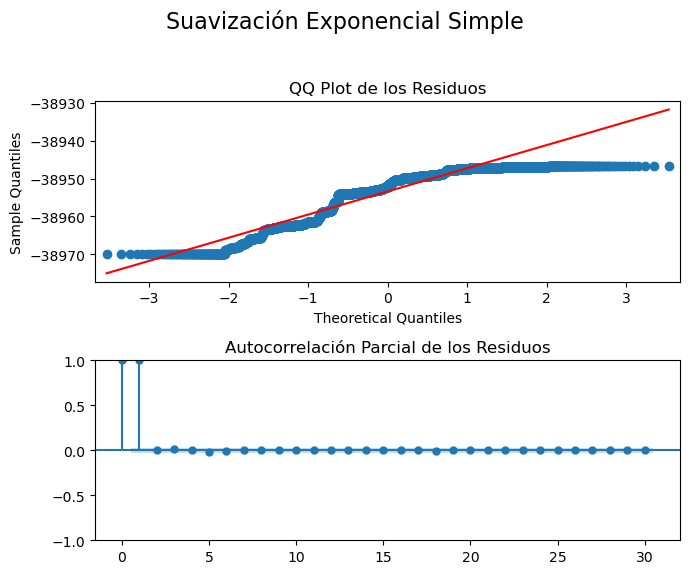 Suavización Exponencial Simple
QQ Plot de los Residuos
−38930
−38940
−38950
−38960
−38970
Sample Quantiles
−3 −2 −1 0 1 2 3
Theoretical Quantiles
Autocorrelación Parcial de los Residuos
1.0
0.5
0.0
−0.5
−1.0
0 5 10 15 20 25 30